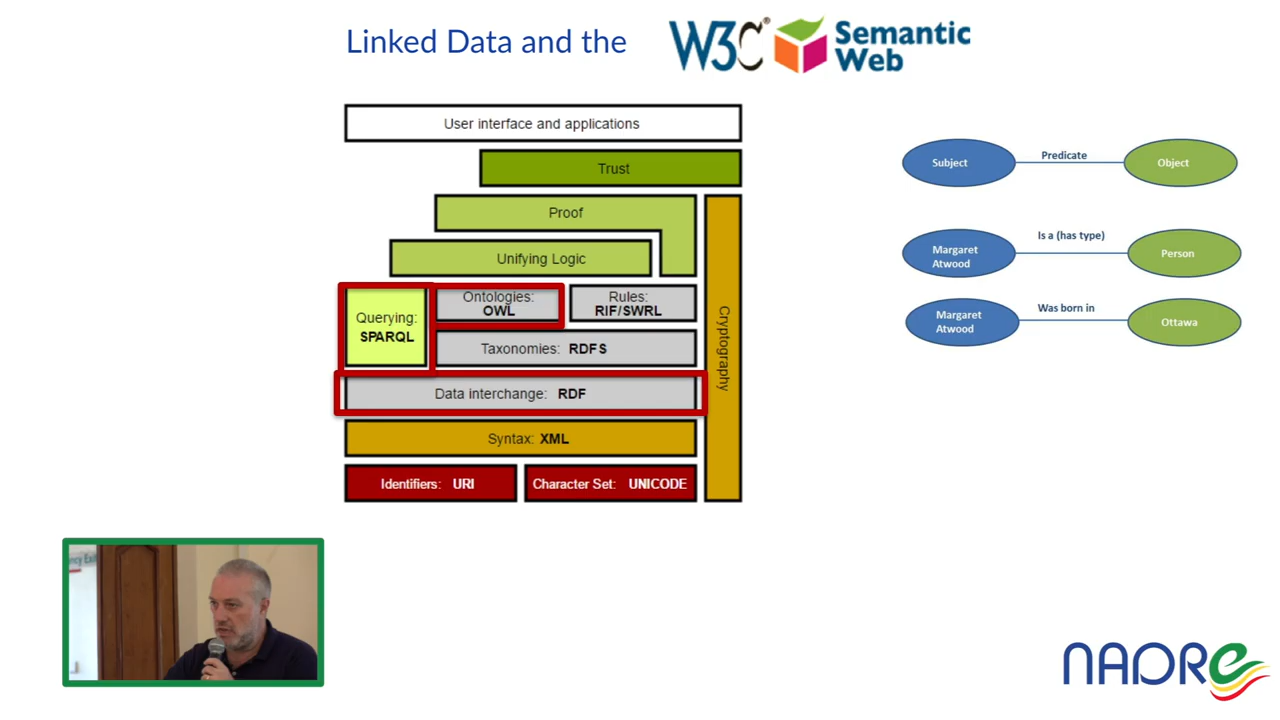 Linked Data and the
W3C® Semantic
Web
User interface and applications
Trust
Proof
Unifying Logic
Querying:
SPARQL
Ontologies:
OWL
Rules:
RIF/SWRL
Taxonomies: RDFS
Data interchange: RDF
Syntax: XML
Identifiers: URI
Character Set: UNICODE
Cryptography
Subject
Predicate
Object
Margaret
Atwood
Is a (has type)
Person
Margaret
Atwood
Was born in
Ottawa
NADRe